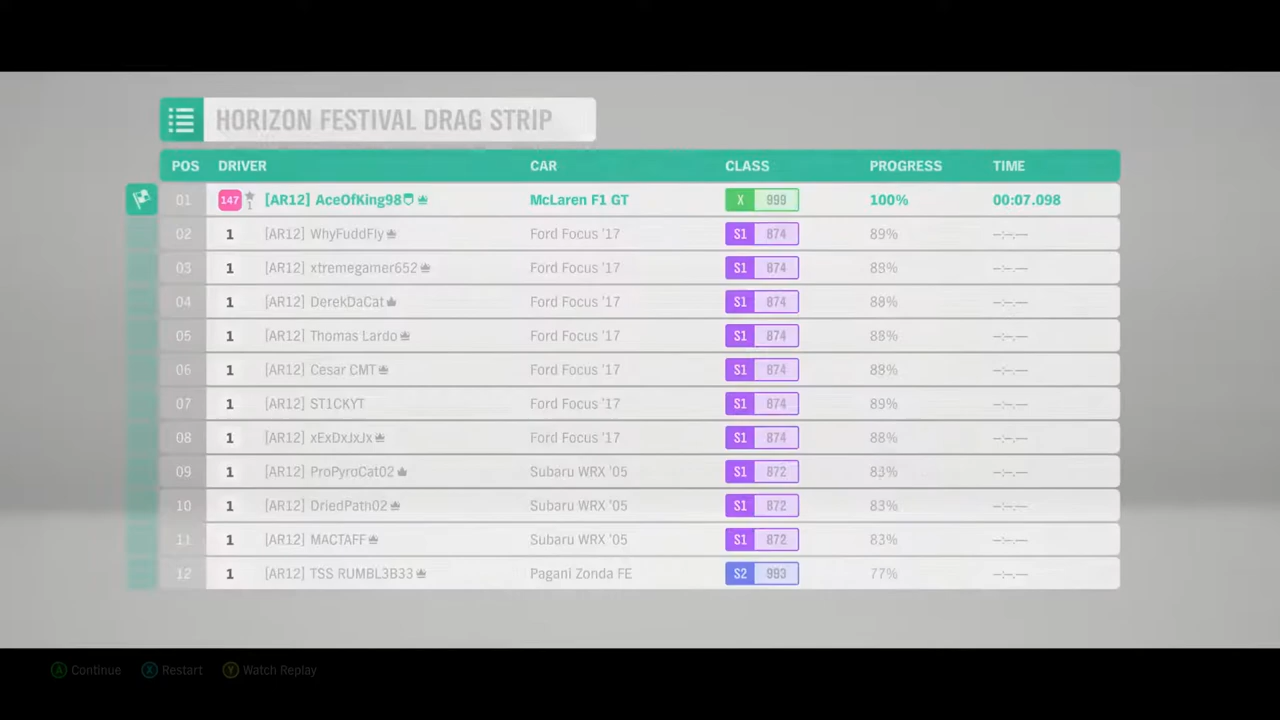 HORIZON FESTIVAL DRAG STRIP
POS DRIVER CAR CLASS PROGRESS TIME
01 147 1 [AR12] AceOfKing98 McLaren F1 GT X 999 100% 00:07.098
02 1 [AR12] WhyFuddFly Ford Focus '17 S1 874 89% --:--.---
03 1 [AR12] xtremegamer652 Ford Focus '17 S1 874 88% --:--.---
04 1 [AR12] DerekDaCat Ford Focus '17 S1 874 88% --:--.---
05 1 [AR12] Thomas Lardo Ford Focus '17 S1 874 88% --:--.---
06 1 [AR12] Cesar CMT Ford Focus '17 S1 874 88% --:--.---
07 1 [AR12] ST1CKYT Ford Focus '17 S1 874 89% --:--.---
08 1 [AR12] xExDxJxJx Ford Focus '17 S1 874 88% --:--.---
09 1 [AR12] ProPyroCat02 Subaru WRX '05 S1 872 83% --:--.---
10 1 [AR12] DriedPath02 Subaru WRX '05 S1 872 83% --:--.---
11 1 [AR12] MACTAFF Subaru WRX '05 S1 872 83% --:--.---
12 1 [AR12] TSS RUMBL3B33 Pagani Zonda FE S2 993 77% --:--.---
A Continue X Restart Y Watch Replay